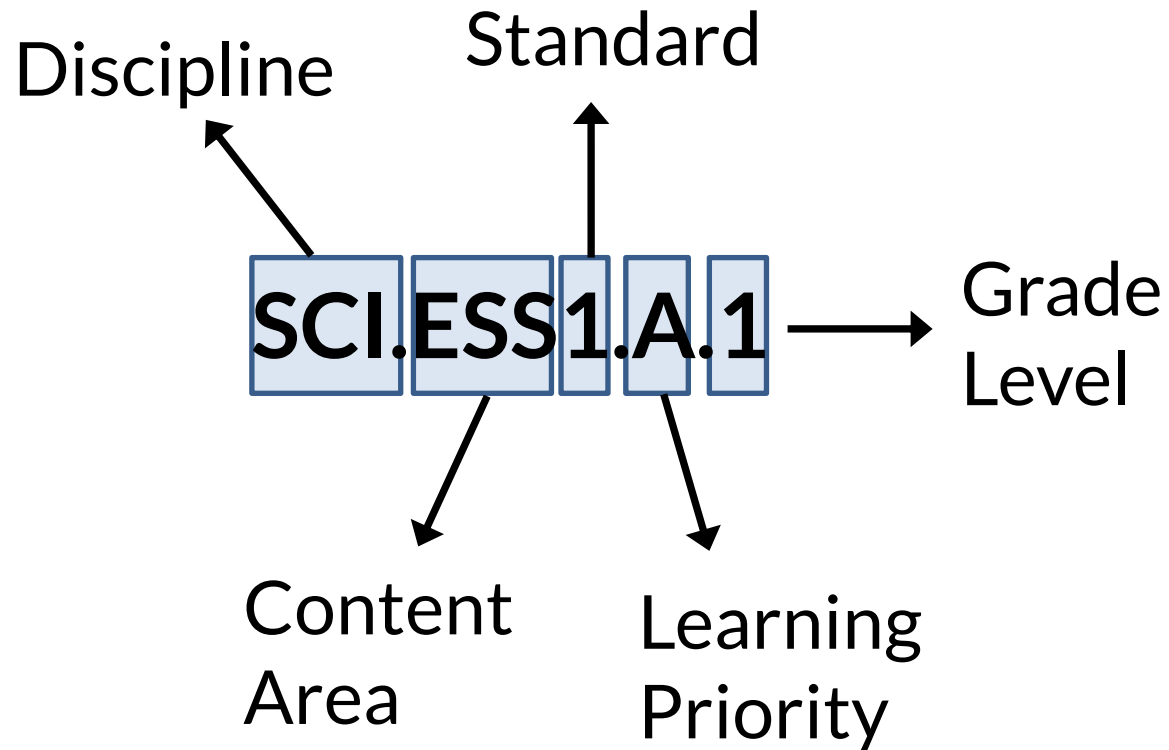 Standard
Discipline
SCI.ESS1.A.1
Grade
Level
Content
Area
Learning
Priority